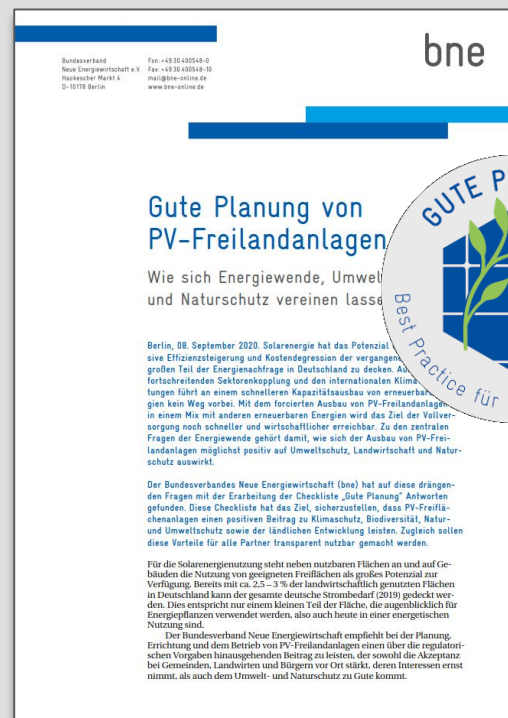 bne
Bundesverband
Neue Energiewirtschaft e.V.
Hackescher Markt 4
D-10178 Berlin
Fon: +49 30 400548-0
Fax: +49 30 400548-10
mail@bne-online.de
www.bne-online.de
GUTE P
Best Practice für
Gute Planung von
PV-Freilandanlagen
Wie sich Energiewende, Umwel
und Naturschutz vereinen lasse
Berlin, 08. September 2020. Solarenergie hat das Potenzial
sive Effizienzsteigerung und Kostendegression der vergangene
großen Teil der Energienachfrage in Deutschland zu decken. Au
fortschreitenden Sektorenkopplung und den internationalen Klima
tungen führt an einem schnelleren Kapazitätsausbau von erneuerbar
gien kein Weg vorbei. Mit dem forcierten Ausbau von PV-Freilandanlagen
in einem Mix mit anderen erneuerbaren Energien wird das Ziel der Vollver-
sorgung noch schneller und wirtschaftlicher erreichbar. Zu den zentralen
Fragen der Energiewende gehört damit, wie sich der Ausbau von PV-Frei-
landanlagen möglichst positiv auf Umweltschutz, Landwirtschaft und Natur-
schutz auswirkt.
Der Bundesverbandes Neue Energiewirtschaft (bne) hat auf diese drängen-
den Fragen mit der Erarbeitung der Checkliste „Gute Planung" Antworten
gefunden. Diese Checkliste hat das Ziel, sicherzustellen, dass PV-Freiflä-
chenanlagen einen positiven Beitrag zu Klimaschutz, Biodiversität, Natur-
und Umweltschutz sowie der ländlichen Entwicklung leisten. Zugleich sollen
diese Vorteile für alle Partner transparent nutzbar gemacht werden.
Für die Solarenergienutzung steht neben nutzbaren Flächen an und auf Ge-
bäuden die Nutzung von geeigneten Freiflächen als großes Potenzial zur
Verfügung. Bereits mit ca. 2,5 – 3 % der landwirtschaftlich genutzten Flächen
in Deutschland kann der gesamte deutsche Strombedarf (2019) gedeckt wer-
den. Dies entspricht nur einem kleinen Teil der Fläche, die augenblicklich für
Energiepflanzen verwendet werden, also auch heute in einer energetischen
Nutzung sind.
Der Bundesverband Neue Energiewirtschaft empfiehlt bei der Planung,
Errichtung und dem Betrieb von PV-Freilandanlagen einen über die regulatori-
schen Vorgaben hinausgehenden Beitrag zu leisten, der sowohl die Akzeptanz
bei Gemeinden, Landwirten und Bürgern vor Ort stärkt, deren Interessen ernst
nimmt, als auch dem Umwelt- und Naturschutz zu Gute kommt.